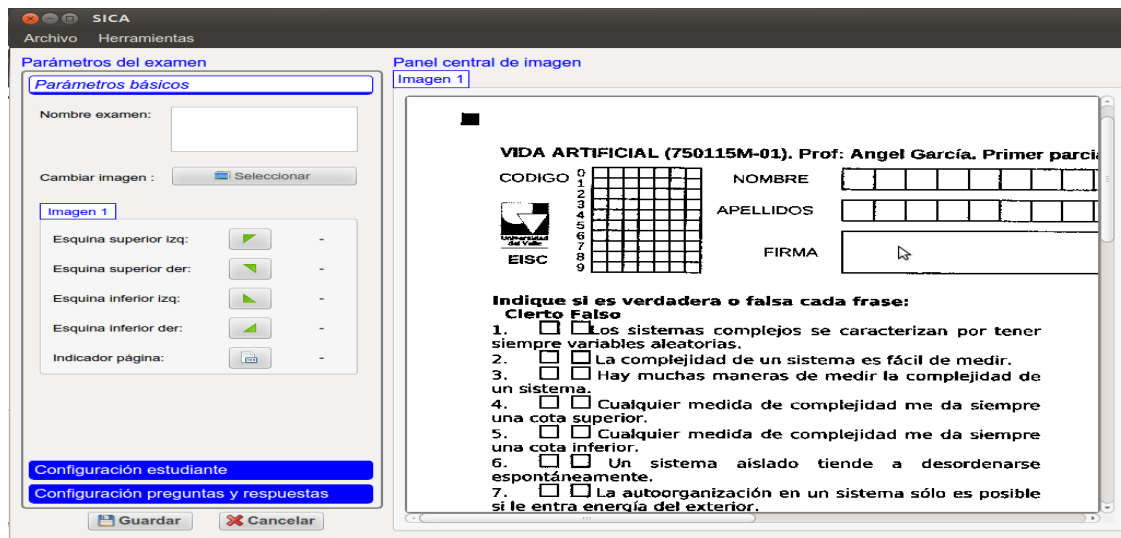 SICA
Archivo Herramientas
Parámetros del examen
Parámetros básicos
Nombre examen:
Cambiar imagen : Seleccionar
Imagen 1
Esquina superior izq: -
Esquina superior der: -
Esquina inferior izq: -
Esquina inferior der: -
Indicador página: -
Configuración estudiante
Configuración preguntas y respuestas
Guardar Cancelar
Panel central de imagen
Imagen 1
VIDA ARTIFICIAL (750115M-01). Prof: Angel García. Primer parci
CODIGO 0 NOMBRE
1
2
3
4 APELLIDOS
5
Universidad 6
del Valle 7
EISC 8 FIRMA
9
Indique si es verdadera o falsa cada frase:
Cierto Falso
1. Los sistemas complejos se caracterizan por tener
siempre variables aleatorias.
2. La complejidad de un sistema es fácil de medir.
3. Hay muchas maneras de medir la complejidad de
un sistema.
4. Cualquier medida de complejidad me da siempre
una cota superior.
5. Cualquier medida de complejidad me da siempre
una cota inferior.
6. Un sistema aislado tiende a desordenarse
espontáneamente.
7. La autoorganización en un sistema sólo es posible
si le entra energía del exterior.